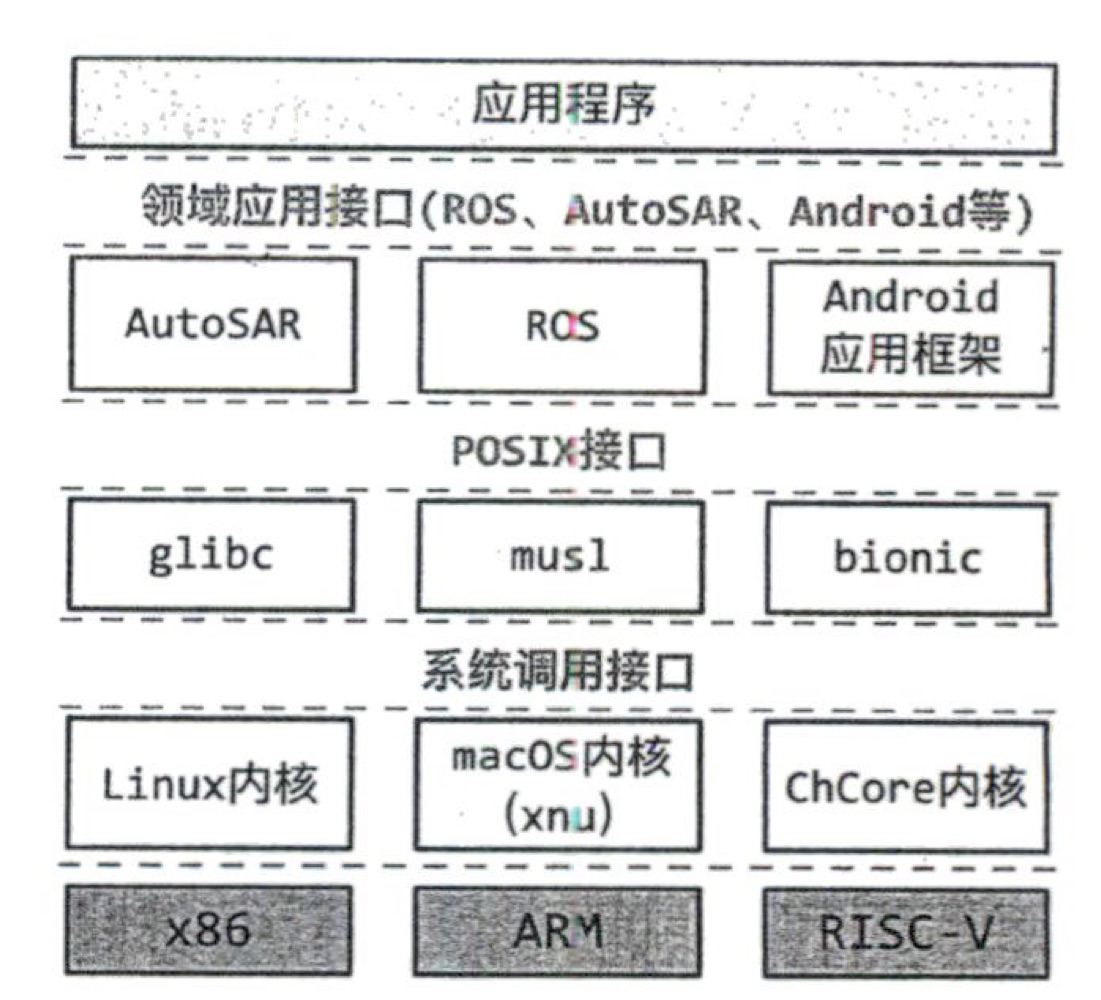 应用程序
领域应用接口(ROS、AutoSAR、Android等)
AutoSAR
ROS
Android
应用框架
POSIX接口
glibc
musl
bionic
系统调用接口
Linux内核
macOS内核
(xnu)
ChCore内核
x86
ARM
RISC-V